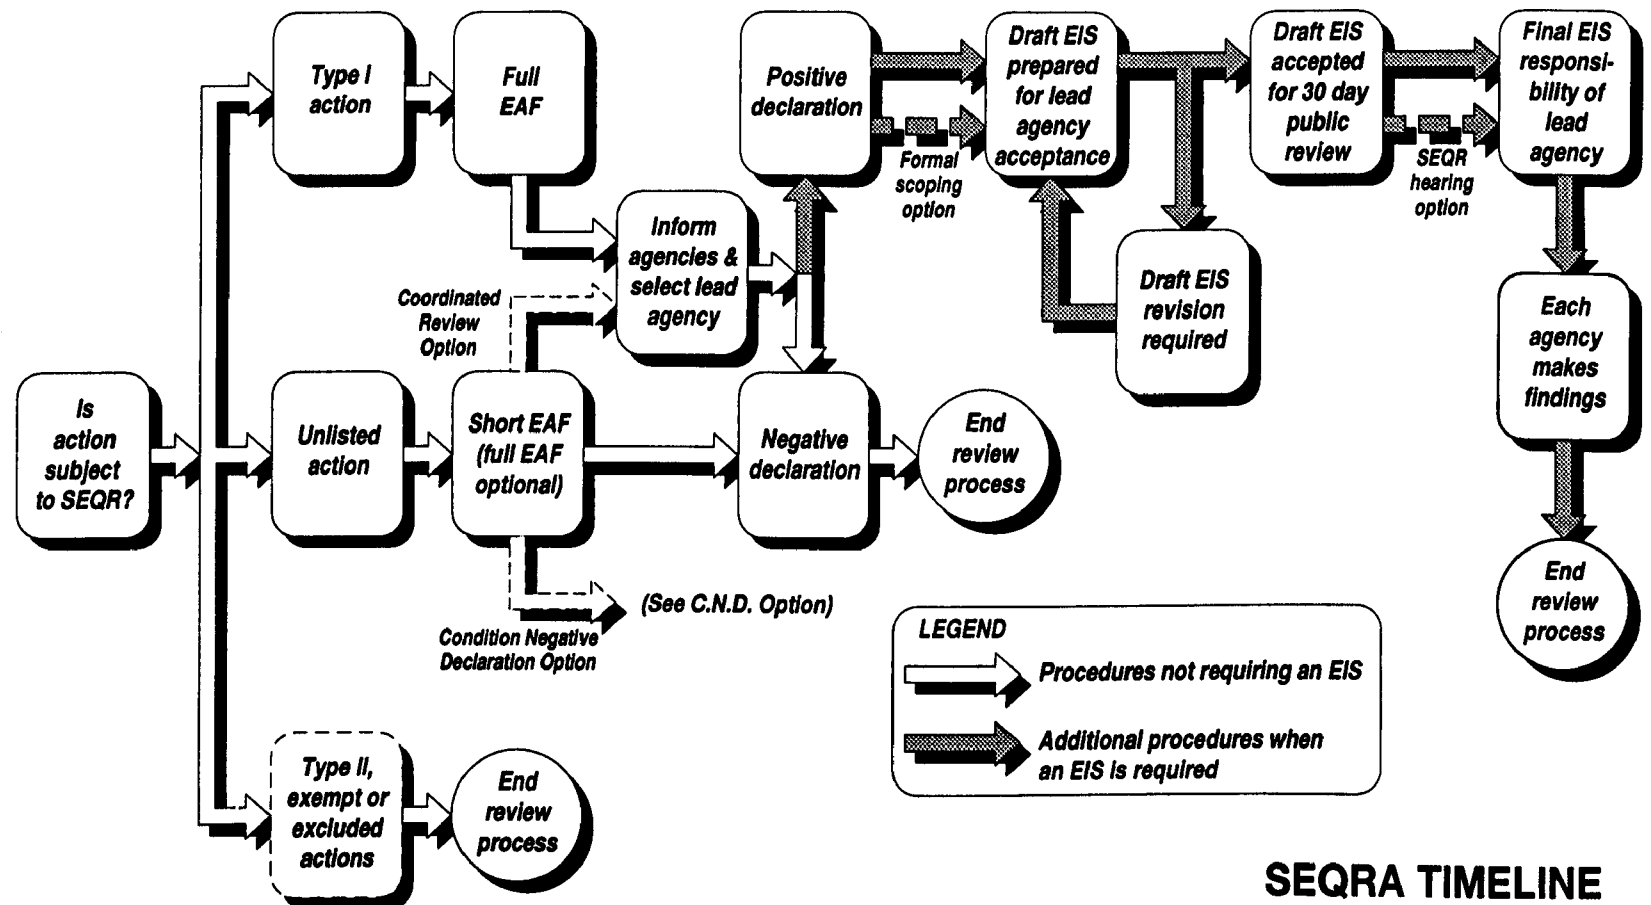 Type I
action
Full
EAF
Positive
declaration
Formal
scoping
option
Draft EIS
prepared
for lead
agency
acceptance
Draft EIS
accepted
for 30 day
public
review
SEQR
hearing
option
Final EIS
responsi-
bility of
lead
agency
Inform
agencies &
select lead
agency
Draft EIS
revision
required
Each
agency
makes
findings
Coordinated
Review
Option
Is
action
subject
to SEQR?
Unlisted
action
Short EAF
(full EAF
optional)
Negative
declaration
End
review
process
End
review
process
(See C.N.D. Option)
Condition Negative
Declaration Option
LEGEND
Procedures not requiring an EIS
Additional procedures when
an EIS is required
Type II,
exempt or
excluded
actions
End
review
process
SEQRA TIMELINE